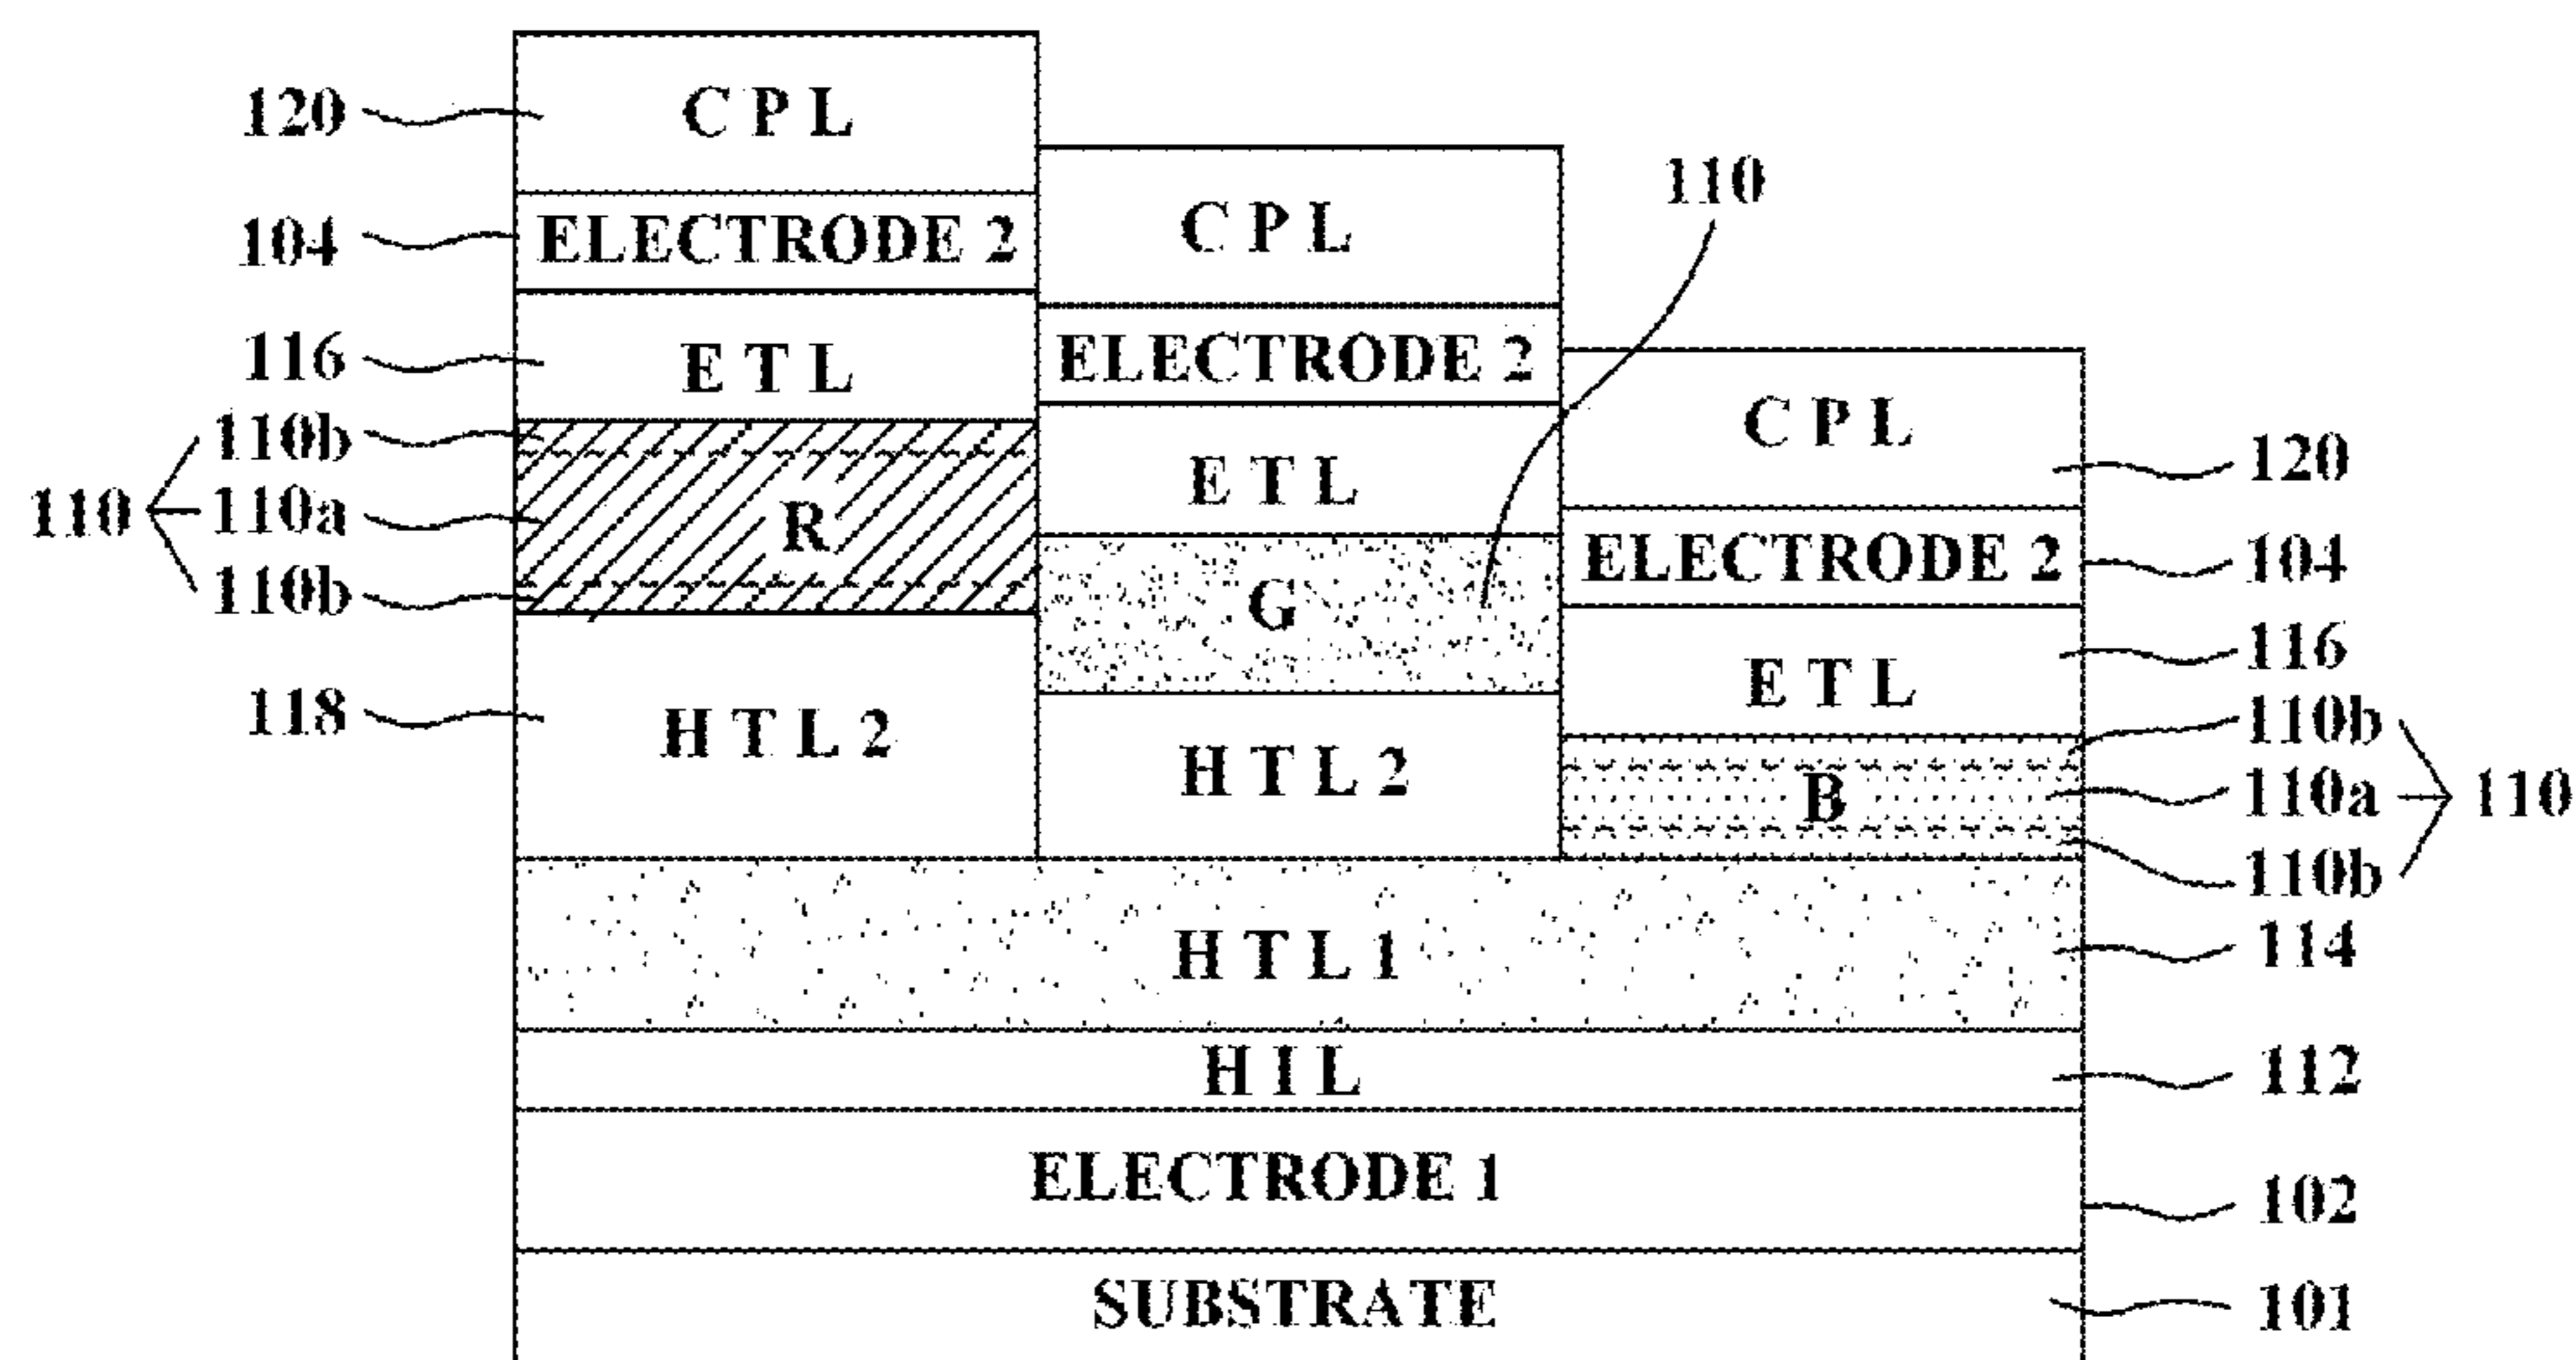 120 C P L
C P L 110
104 ELECTRODE 2
116 E T L ELECTRODE 2
C P L 120
110b
110 110a R E T L
110b G ELECTRODE 2 104
E T L 116
118 H T L 2 H T L 2 110b
B 110a 110
110b
H T L 1 114
H I L 112
ELECTRODE 1 102
SUBSTRATE 101